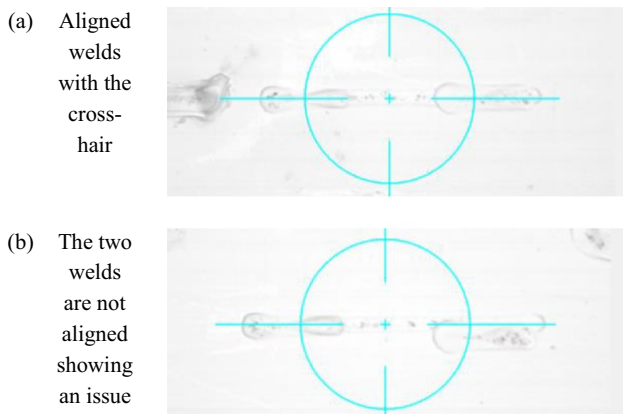 (a) Aligned
welds
with the
cross-
hair
(b) The two
welds
are not
aligned
showing
an issue